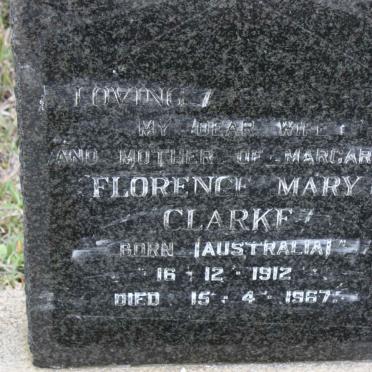 LOVING
MY DEAR WIFE
AND MOTHER OF MARGAR
FLORENCE MARY
CLARKE
BORN (AUSTRALIA)
16 - 12 - 1912
DIED 15 - 4 - 1967